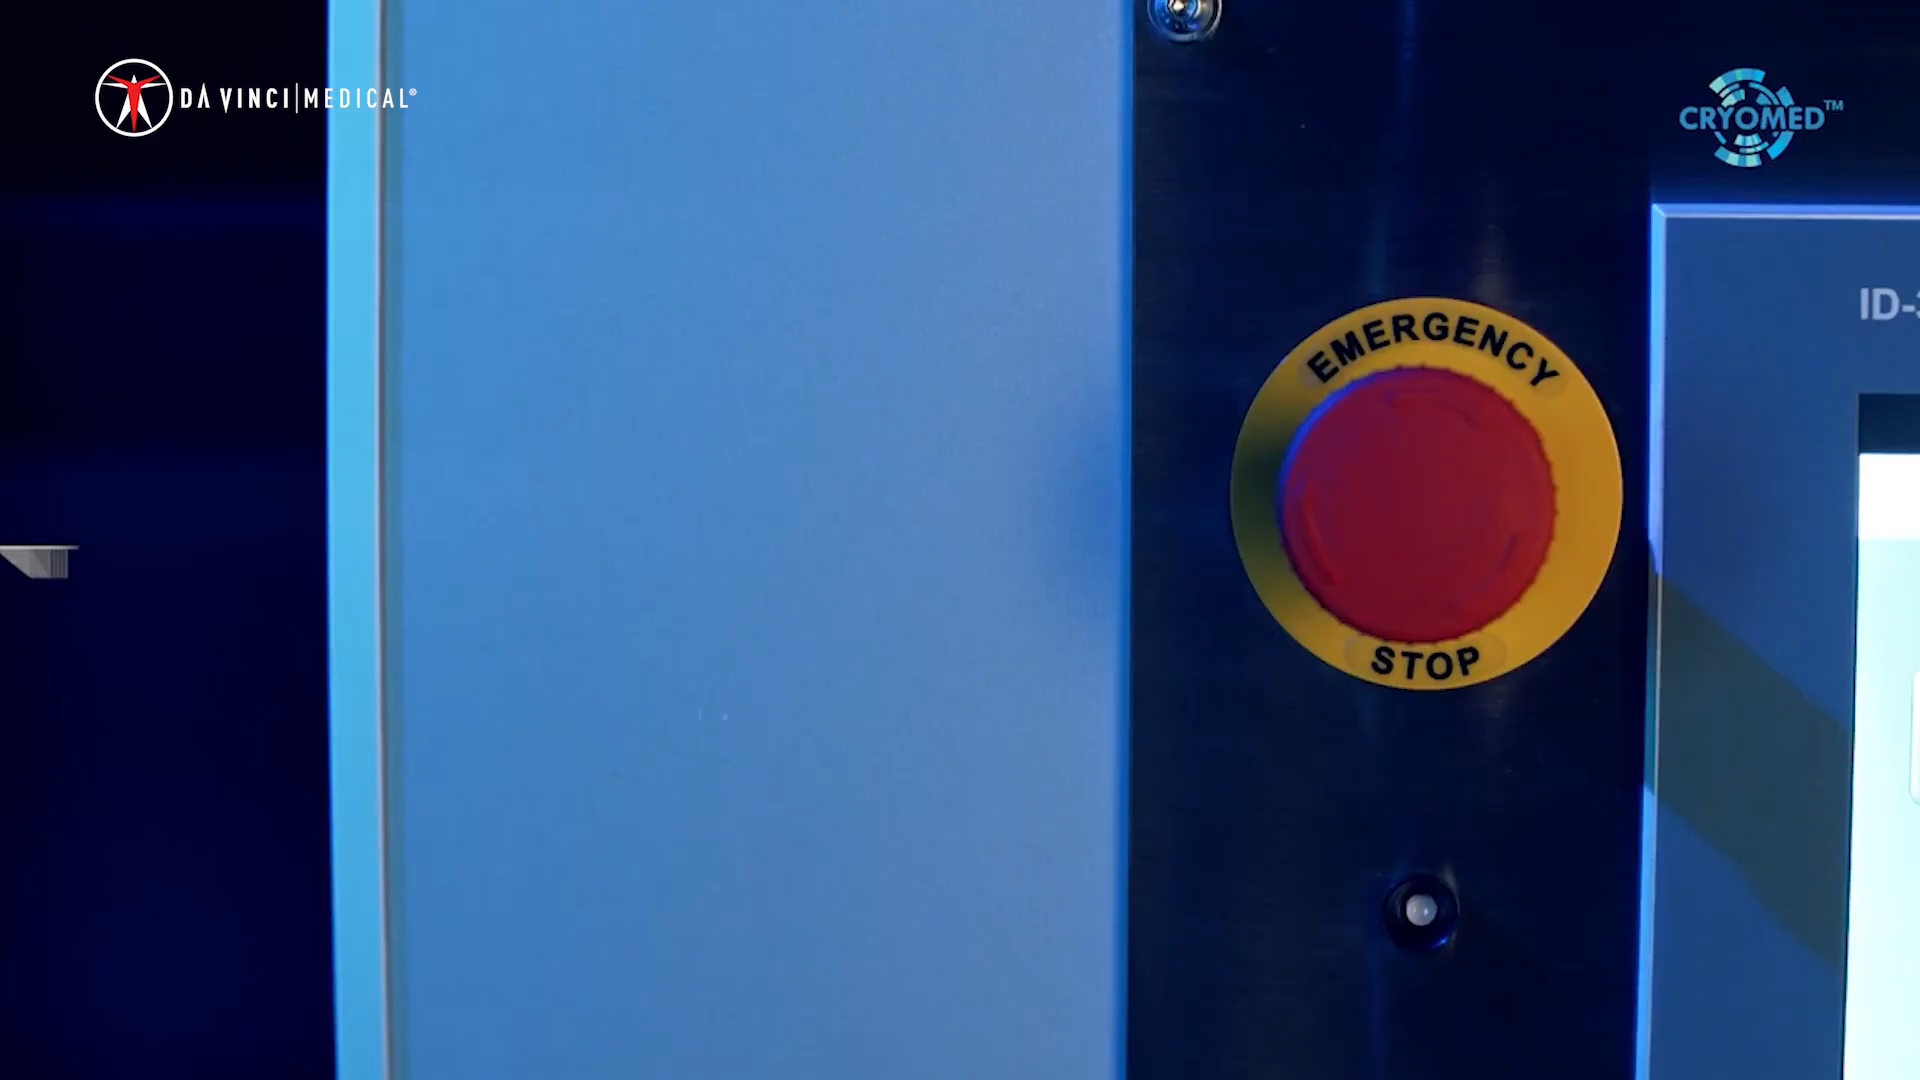 DA VINCI|MEDICAL®
CRYOMED™
ID-
EMERGENCY
STOP